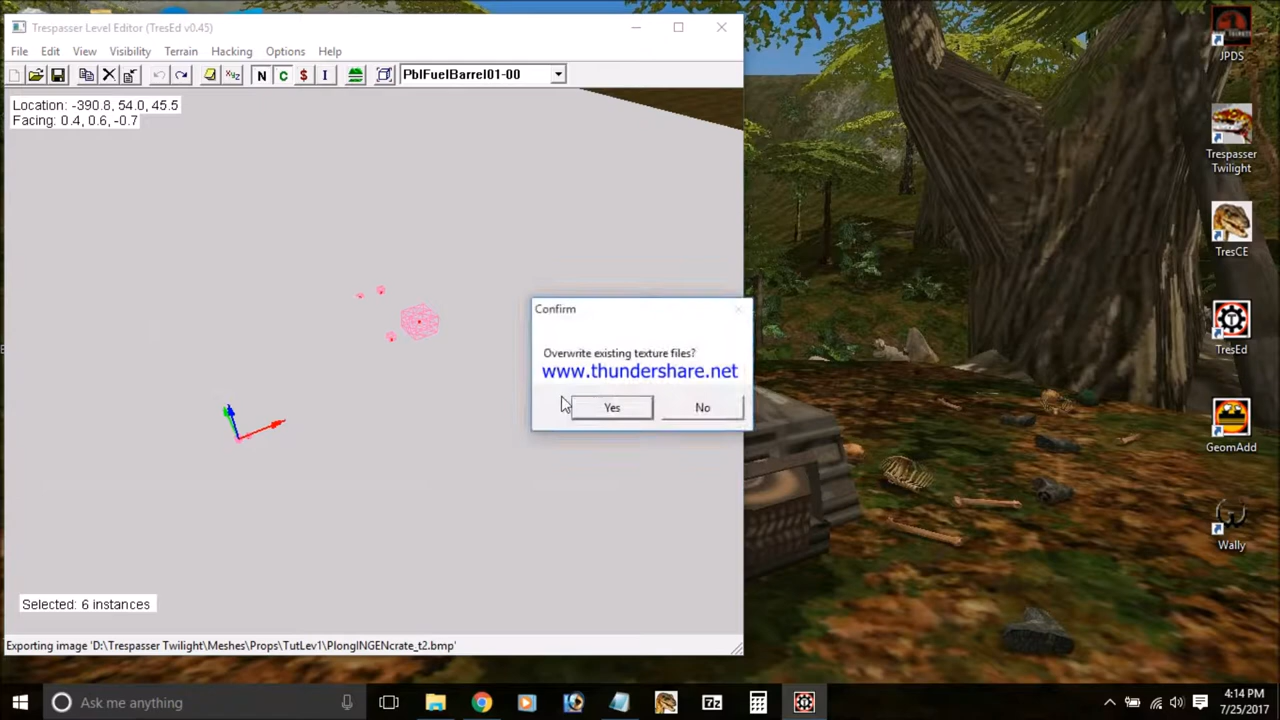 Trespasser Level Editor (TresEd v0.45)
File Edit View Visibility Terrain Hacking Options Help
N C $ I PblFuelBarrel01-00
Location: -390.8, 54.0, 45.5
Facing: 0.4, 0.6, -0.7
Confirm
Overwrite existing texture files?
www.thundershare.net
Yes No
Selected: 6 instances
Exporting image 'D:\Trespasser Twilight\Meshes\Props\TutLev1\PlongINGENcrate_t2.bmp'
JPDS
Trespasser
Twilight
TresCE
TresEd
GeomAdd
Wally
Ask me anything
4:14 PM
7/25/2017